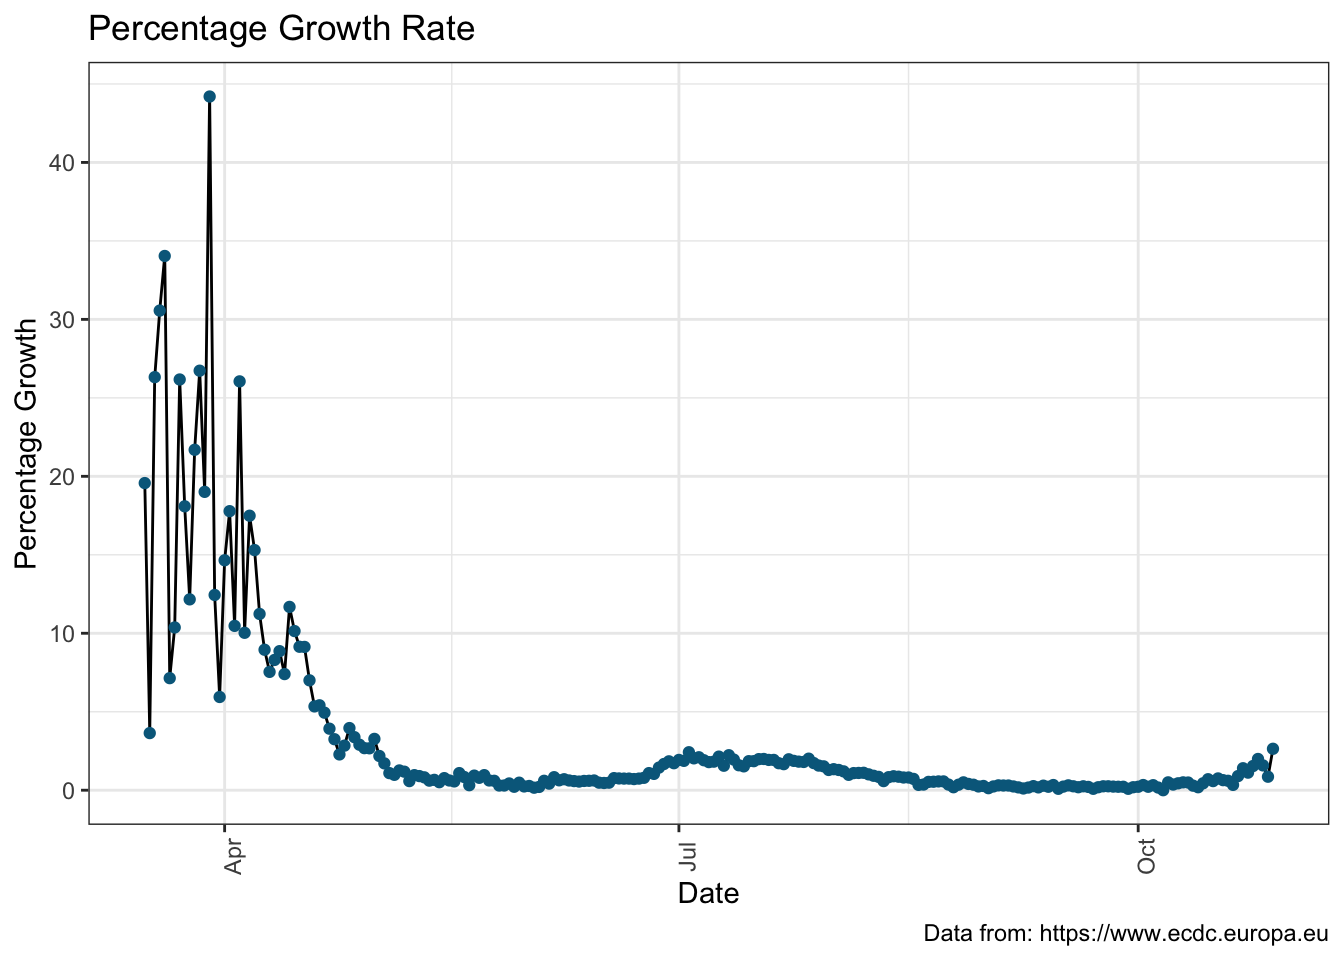 Percentage Growth Rate
Percentage Growth
40
30
20
10
0
Apr
Jul
Oct
Date
Data from: https://www.ecdc.europa.eu